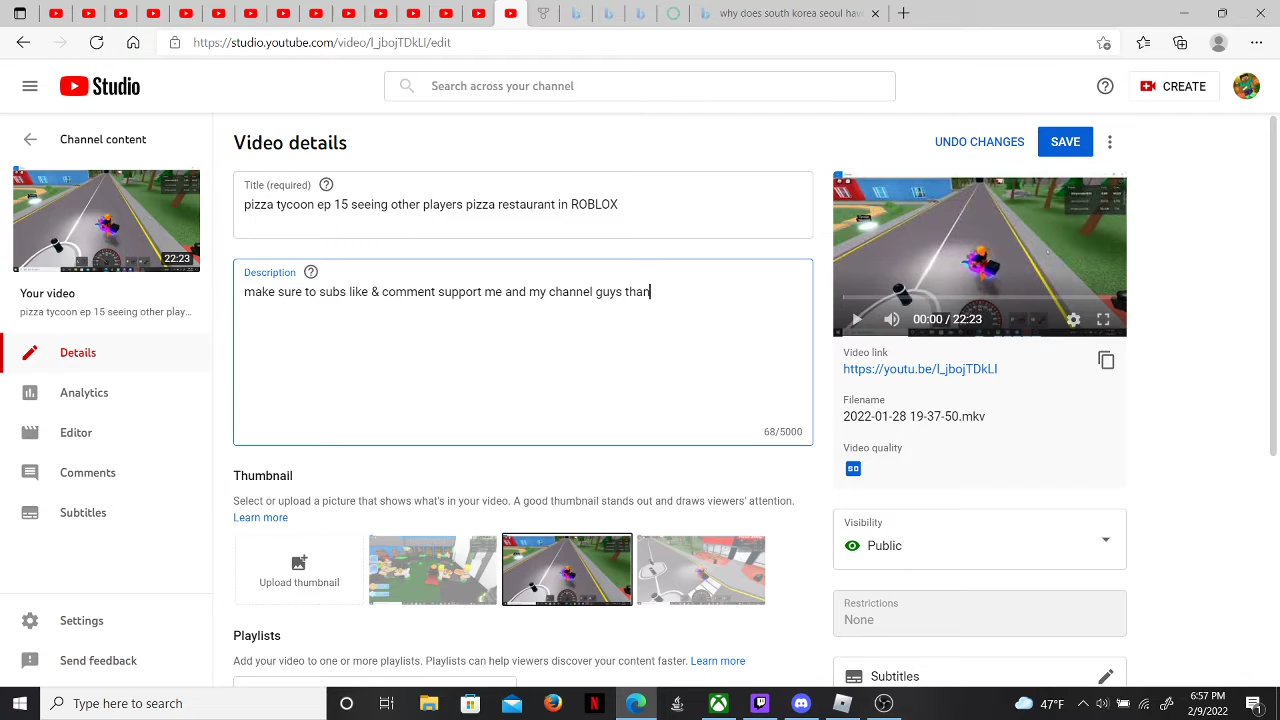 why does south korea seoul hav
https://studio.youtube.com/video/l_jbojTDkLI/edit
Studio
Search across your channel
CREATE
Channel content
Video details
UNDO CHANGES
SAVE
Title (required)
pizza tycoon ep 15 seeing other players pizza restaurant in ROBLOX
22:23
Description
make sure to subs like & comment support me and my channel guys than
Your video
pizza tycoon ep 15 seeing other play...
00:00 / 22:23
Details
Video link
https://youtu.be/l_jbojTDkLI
Analytics
Filename
2022-01-28 19-37-50.mkv
Editor
68/5000
Video quality
SD
Comments
Thumbnail
Select or upload a picture that shows what's in your video. A good thumbnail stands out and draws viewers' attention.
Learn more
Subtitles
Visibility
Public
Upload thumbnail
Restrictions
None
Settings
Playlists
Add your video to one or more playlists. Playlists can help viewers discover your content faster. Learn more
Send feedback
Subtitles
Type here to search
47°F
6:57 PM
2/9/2022